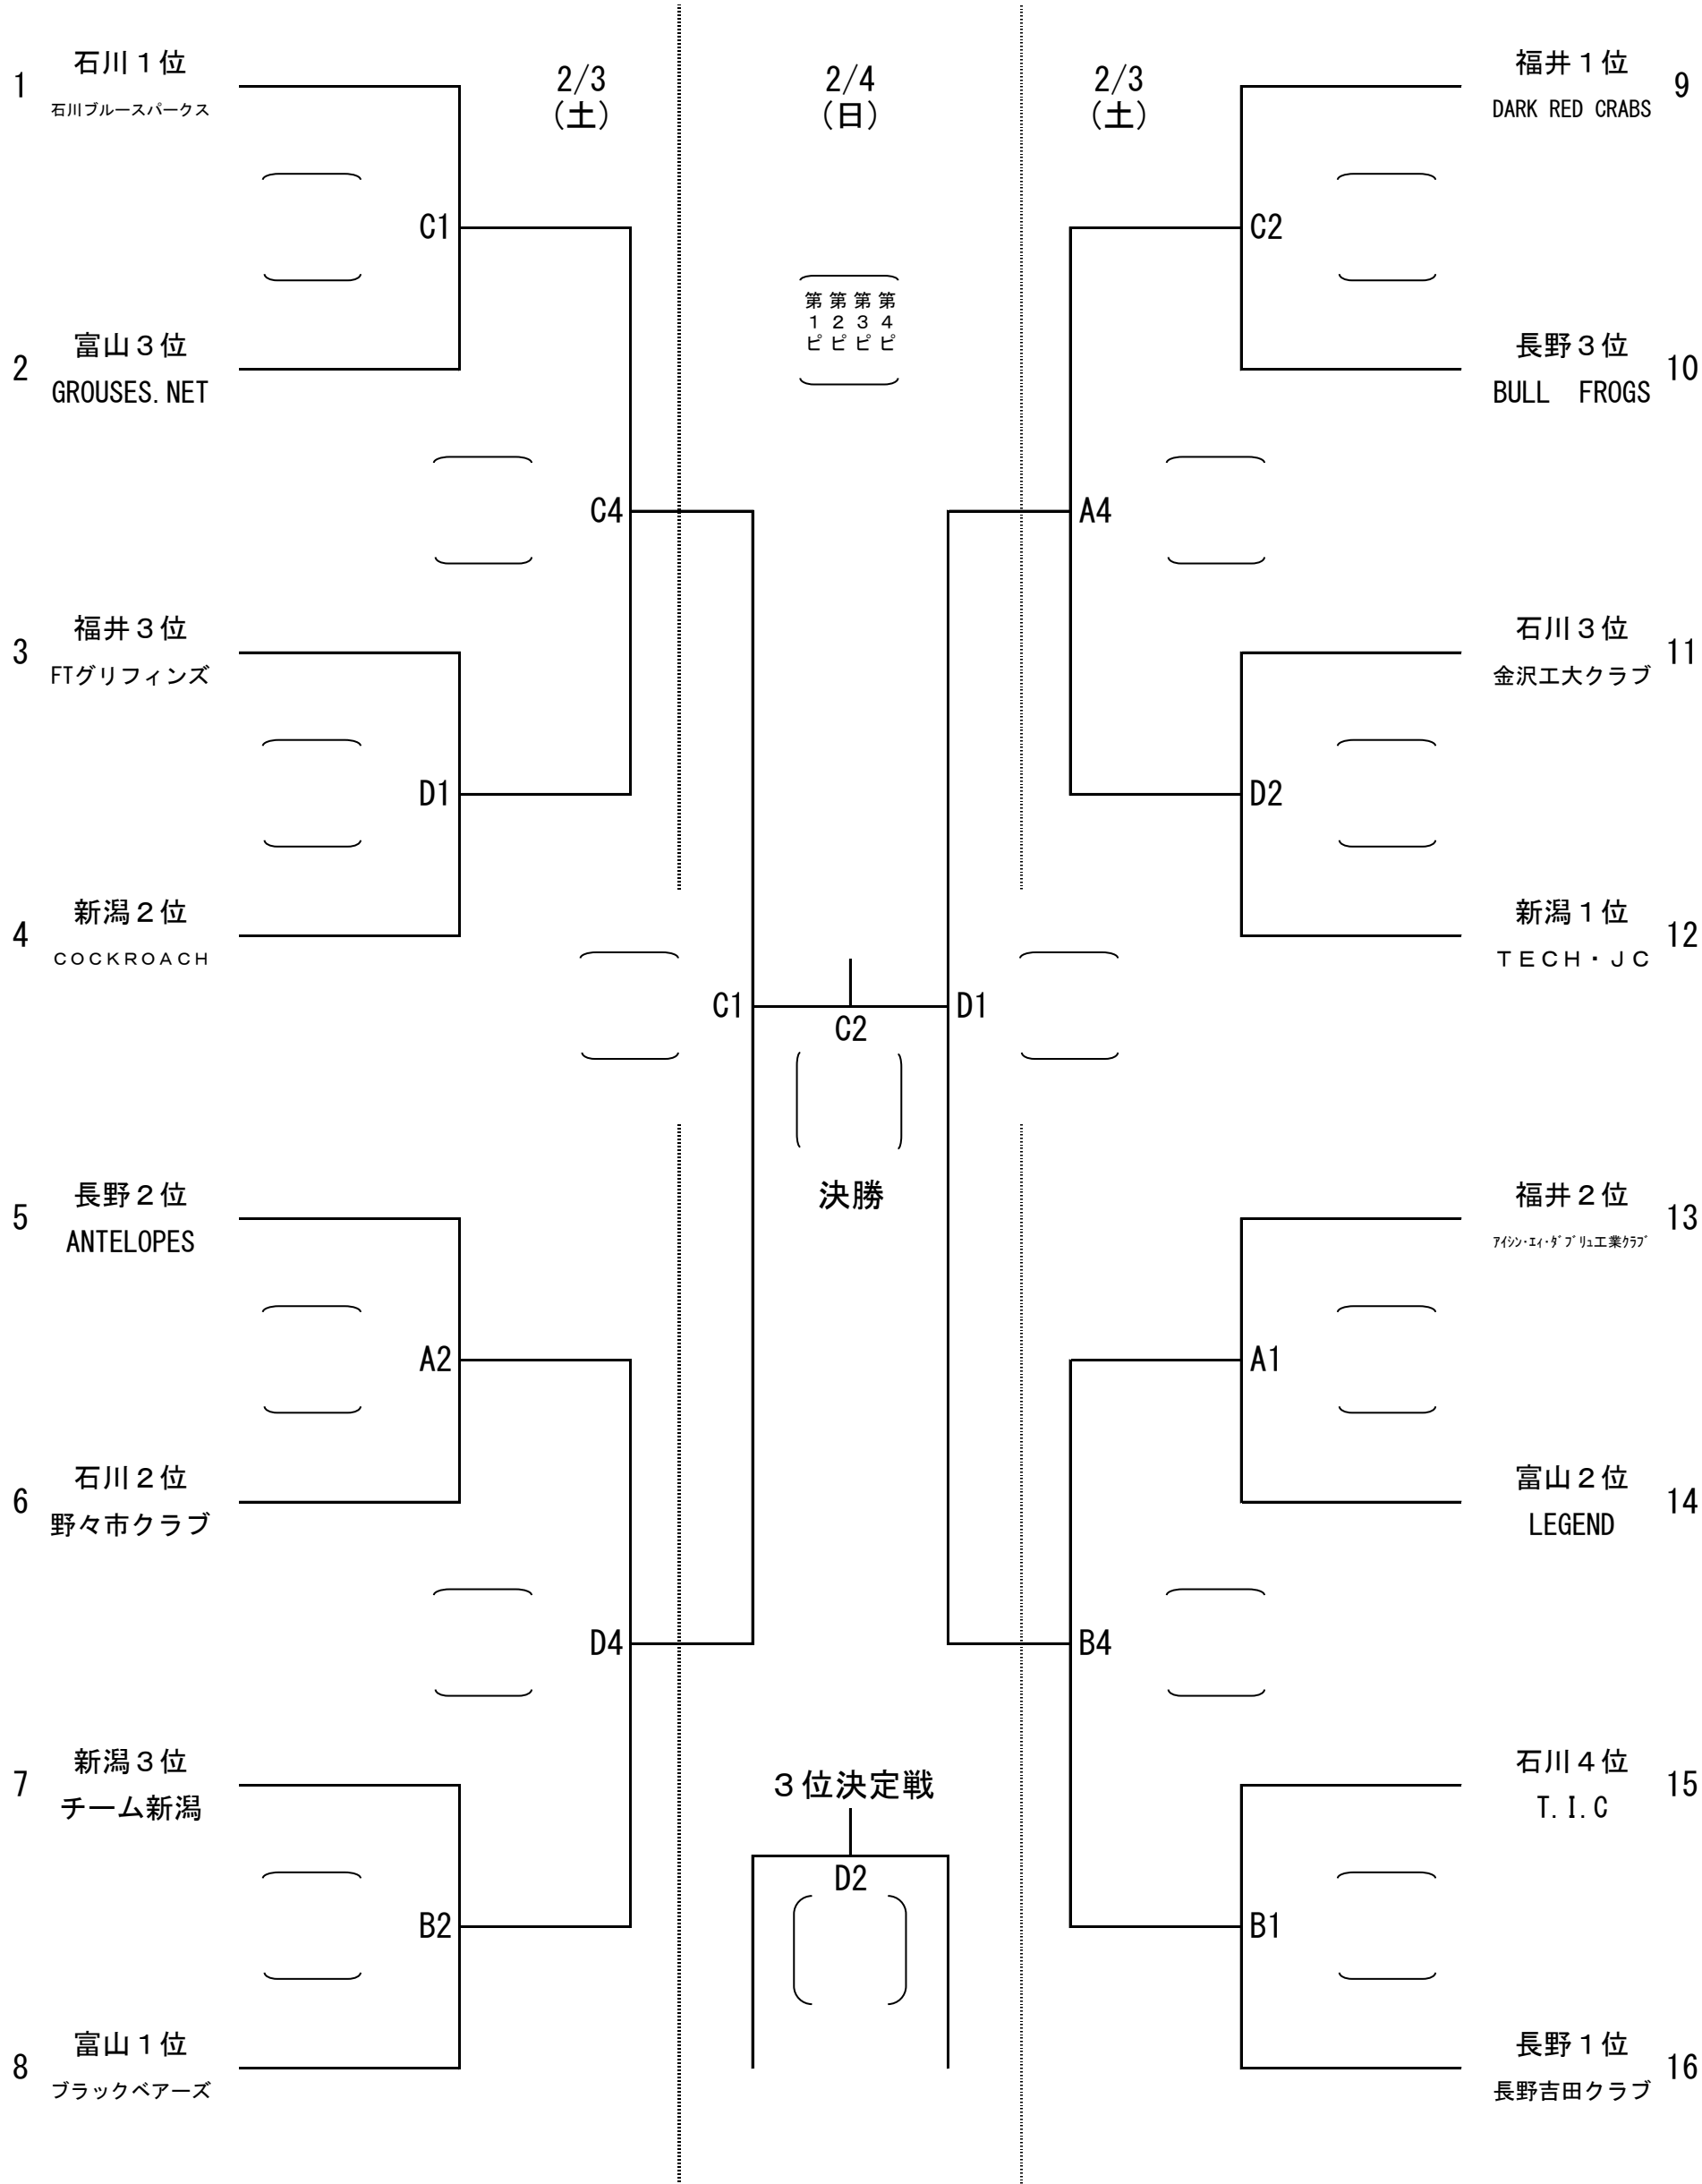 2/3
（土）
2/4
（日）
2/3
（土）
1
石川１位
石川ブルースパークス
C1
2
富山３位
GROUSES.NET
C4
3
福井３位
FTグリフィンズ
D1
4
新潟２位
ＣＯＣＫＲＯＡＣＨ
C1
5
長野２位
ANTELOPES
A2
6
石川２位
野々市クラブ
D4
7
新潟３位
チーム新潟
B2
8
富山１位
ブラックベアーズ
第１ピ
第２ピ
第３ピ
第４ピ
C2
決勝
３位決定戦
D2
福井１位
9
DARK RED CRABS
C2
長野３位
10
BULL　FROGS
A4
石川３位
11
金沢工大クラブ
D2
新潟１位
12
ＴＥＣＨ・ＪＣ
D1
福井２位
13
ｱｲｼﾝ･ｴｨ･ﾀﾞﾌﾞﾘｭ工業ｸﾗﾌﾞ
A1
富山２位
14
LEGEND
B4
石川４位
15
T.I.C
B1
長野１位
16
長野吉田クラブ